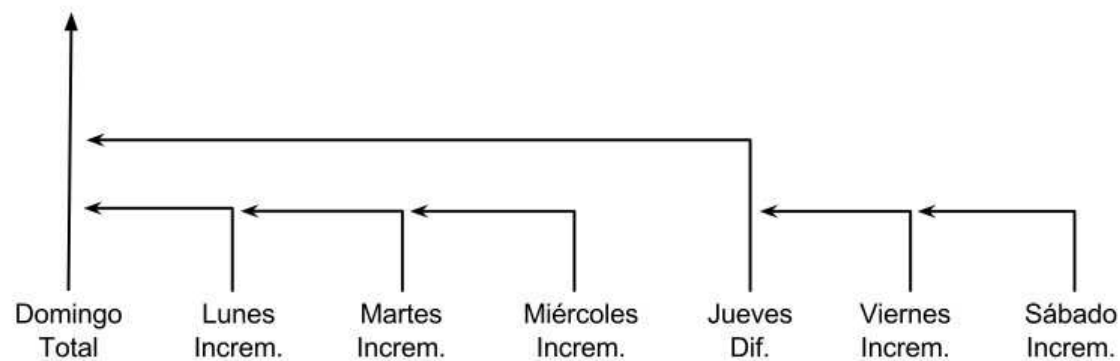 Domingo Lunes Martes Miércoles Jueves Viernes Sábado
Total Increm. Increm. Increm. Dif. Increm. Increm.